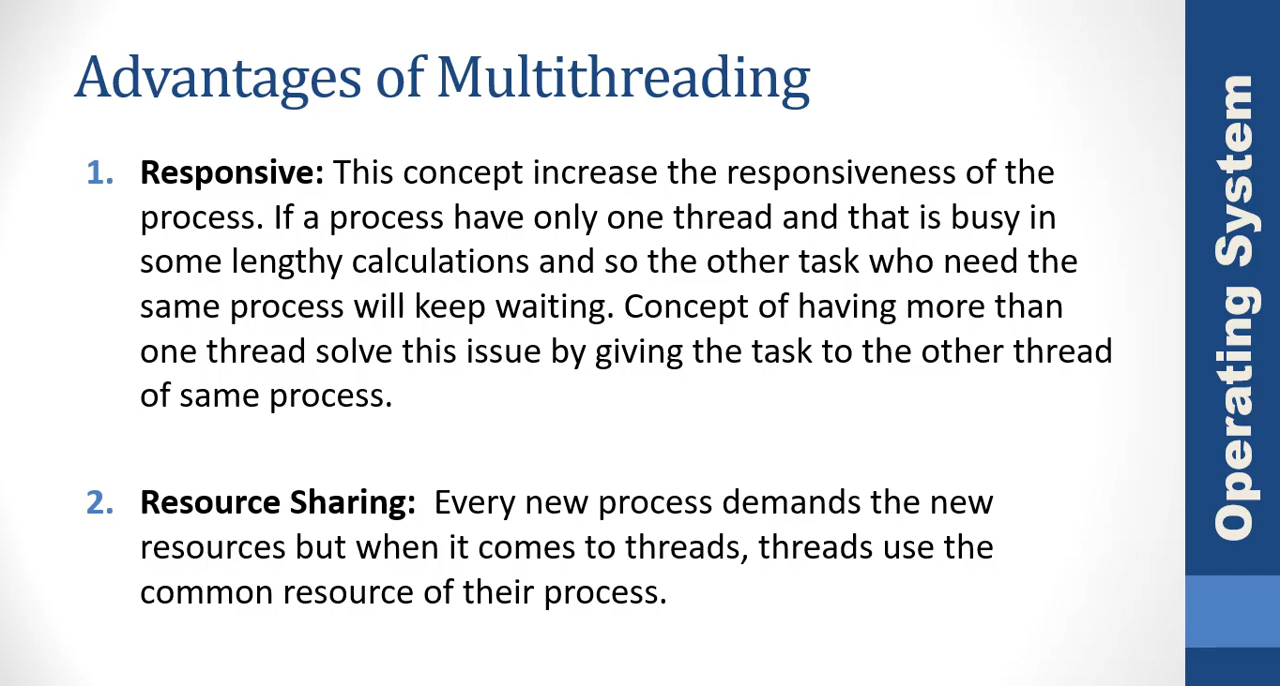 Advantages of Multithreading
1. Responsive: This concept increase the responsiveness of the
process. If a process have only one thread and that is busy in
some lengthy calculations and so the other task who need the
same process will keep waiting. Concept of having more than
one thread solve this issue by giving the task to the other thread
of same process.
2. Resource Sharing: Every new process demands the new
resources but when it comes to threads, threads use the
common resource of their process.
Operating System